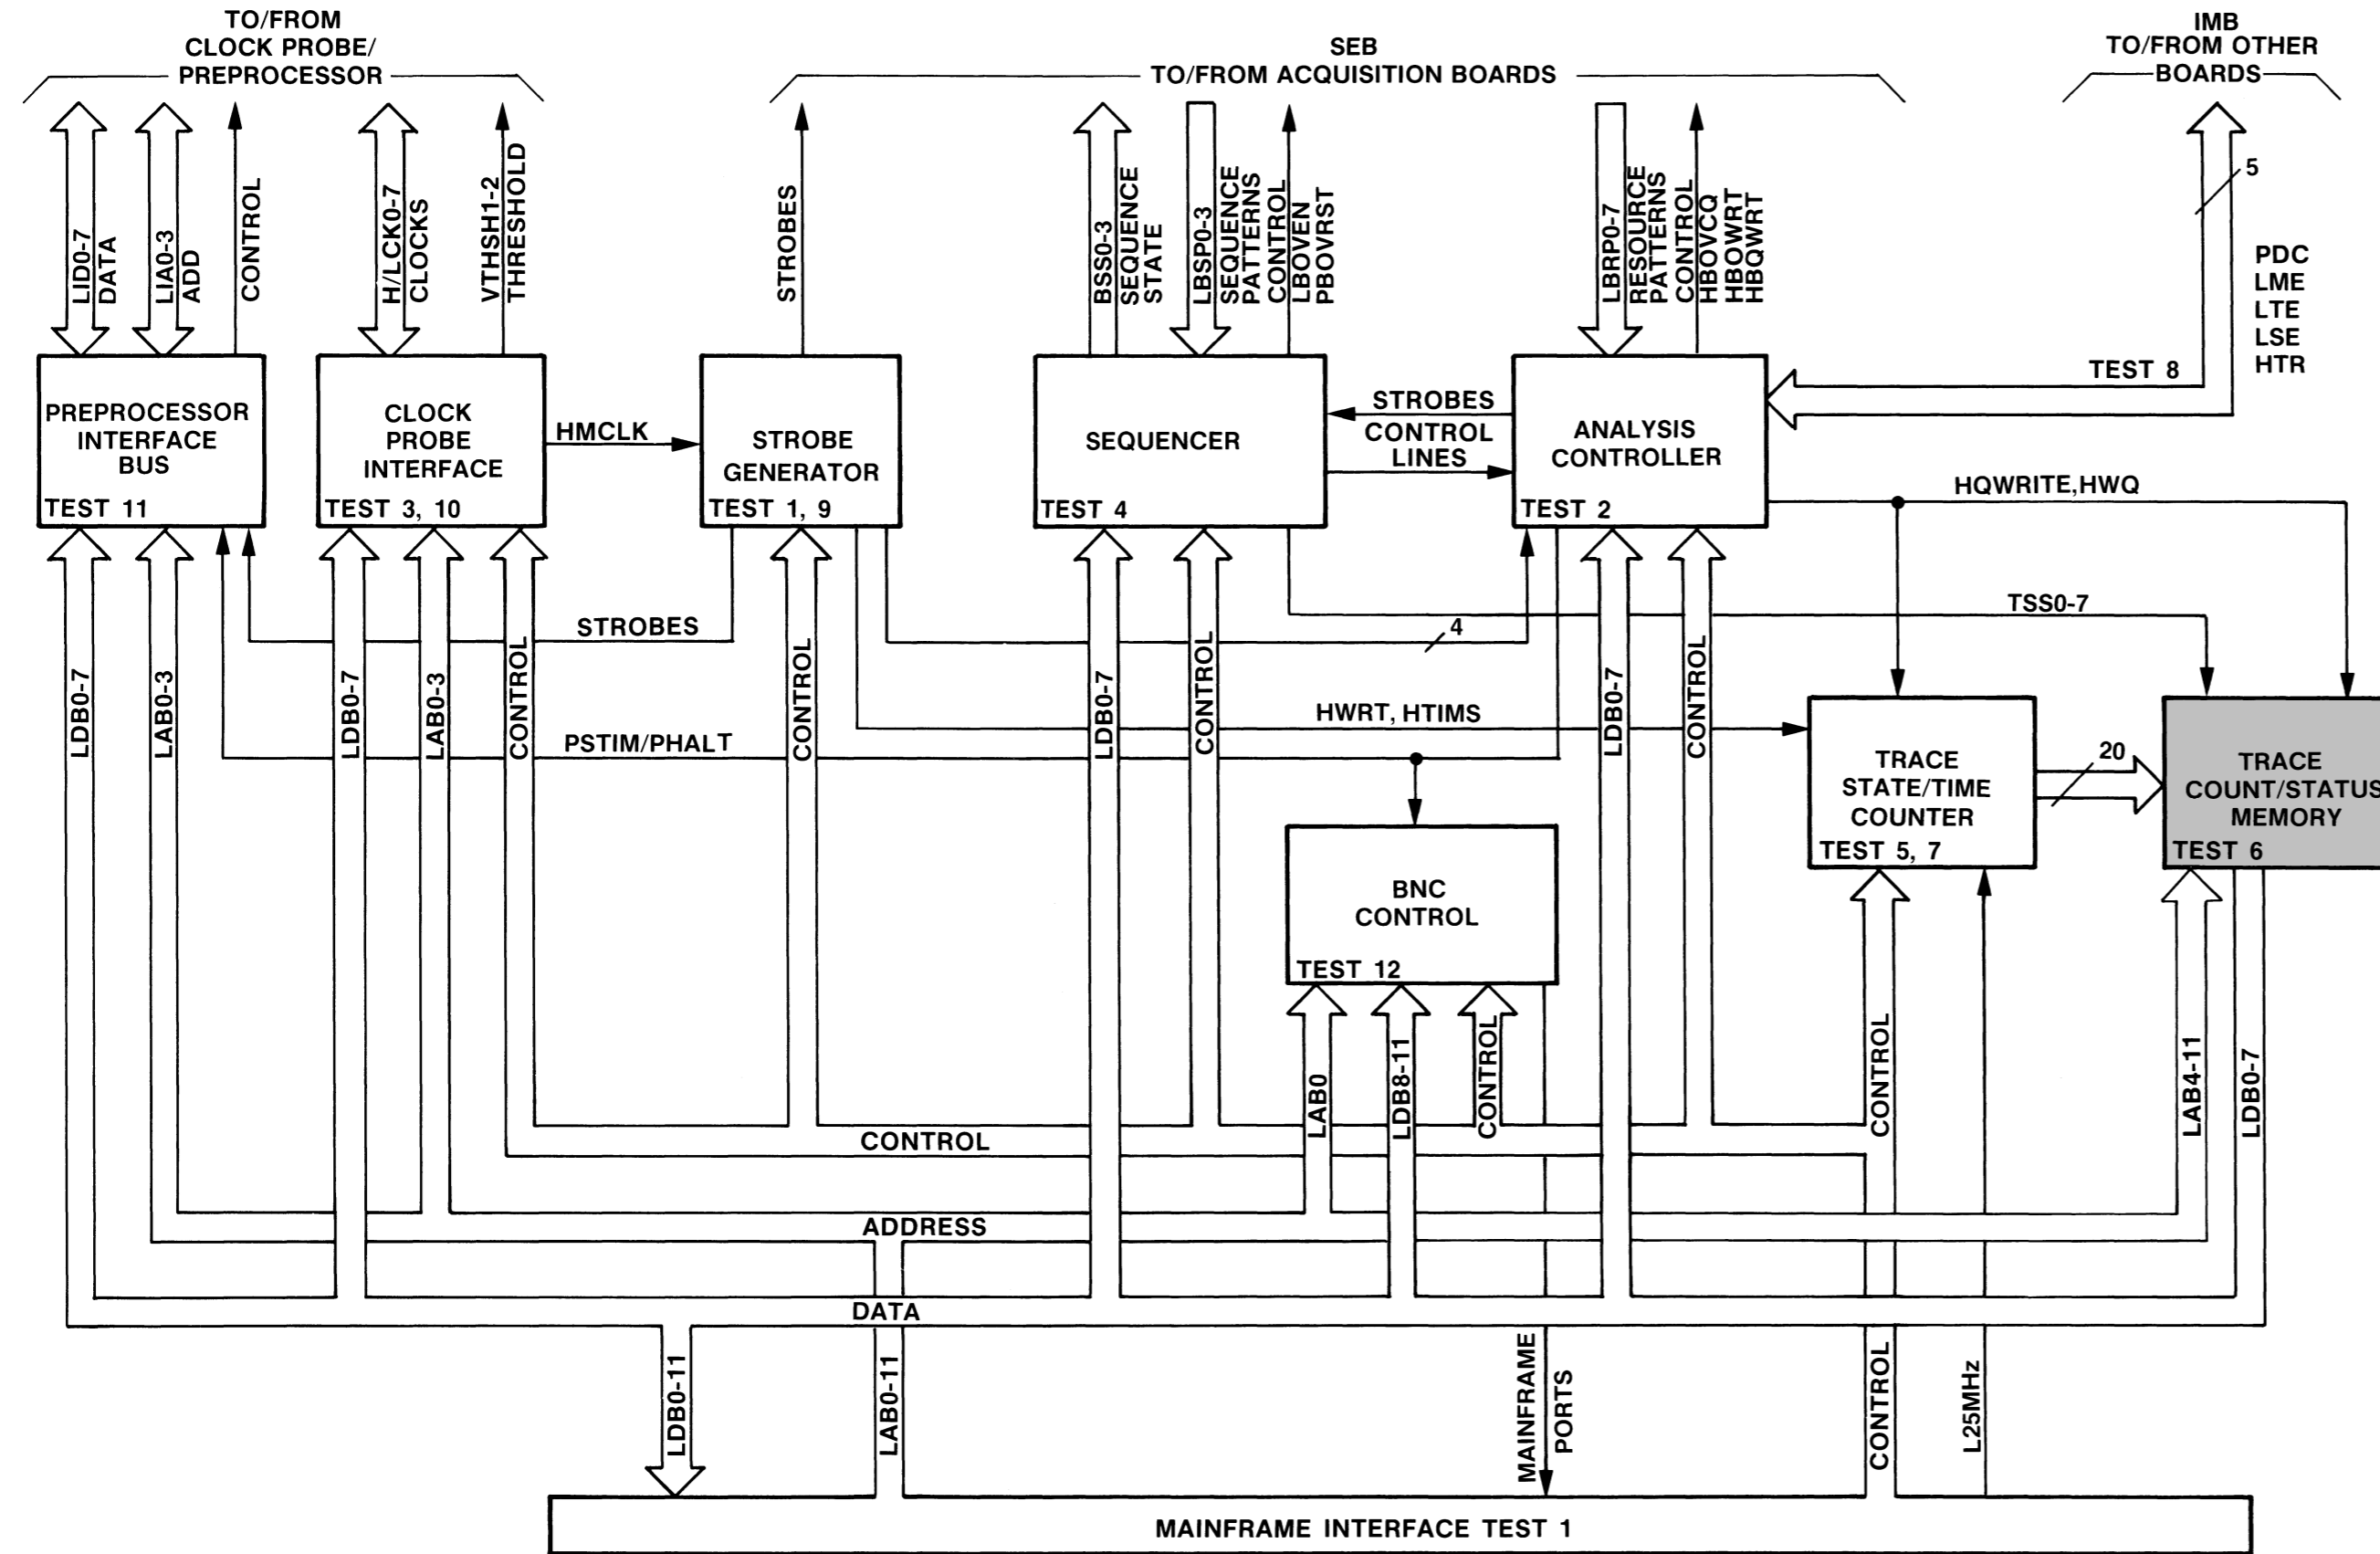 TO/FROM
CLOCK PROBE/
PREPROCESSOR
SEB
TO/FROM ACQUISITION BOARDS
IMB
TO/FROM OTHER
BOARDS
LID0-7
DATA
LIA0-3
ADD
CONTROL
H/LCK0-7
CLOCKS
VTHSH1-2
THRESHOLD
STROBES
BSS0-3
SEQUENCE
STATE
LBSP0-3
SEQUENCE
PATTERNS
CONTROL
LBOVEN
PBOVRST
LBRP0-7
RESOURCE
PATTERNS
CONTROL
HBOVCQ
HBOWRT
HBQWRT
5
PDC
LME
LTE
LSE
HTR
TEST 8
PREPROCESSOR
INTERFACE
BUS
TEST 11
CLOCK
PROBE
INTERFACE
TEST 3, 10
HMCLK
STROBE
GENERATOR
TEST 1, 9
SEQUENCER
TEST 4
STROBES
CONTROL
LINES
ANALYSIS
CONTROLLER
TEST 2
HQWRITE,HWQ
TSS0-7
STROBES
4
LDB0-7
LAB0-3
LDB0-7
LAB0-3
CONTROL
CONTROL
LDB0-7
CONTROL
LDB0-7
CONTROL
HWRT, HTIMS
PSTIM/PHALT
TRACE
STATE/TIME
COUNTER
TEST 5, 7
20
TRACE
COUNT/STATUS
MEMORY
TEST 6
BNC
CONTROL
TEST 12
LAB0
LDB8-11
CONTROL
CONTROL
LAB4-11
LDB0-7
CONTROL
ADDRESS
DATA
LDB0-11
LAB0-11
MAINFRAME
PORTS
CONTROL
L25MHz
MAINFRAME INTERFACE TEST 1